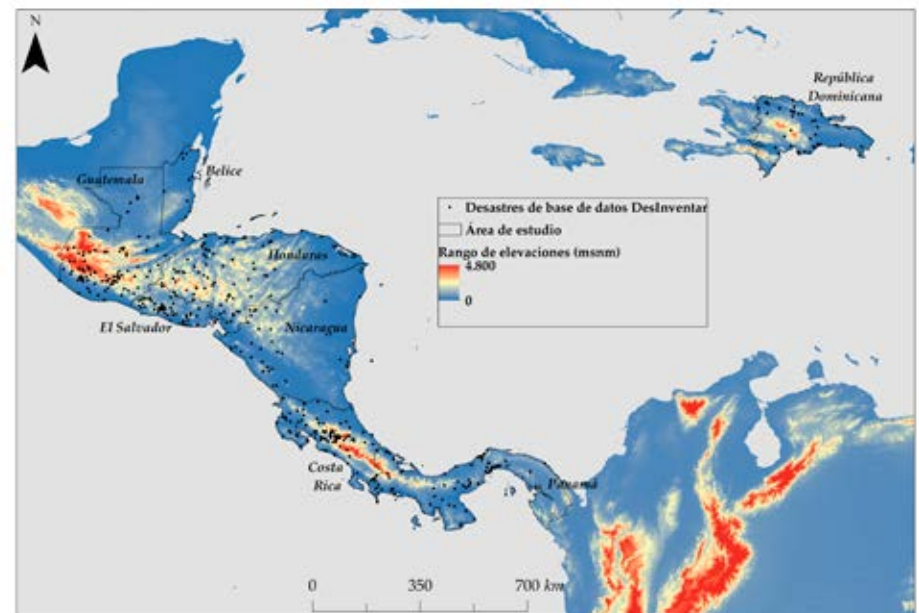 N
República
Dominicana
Guatemala
Belice
Desastres de base de datos DesInventar
Área de estudio
Rango de elevaciones (msnm)
4.800
0
Honduras
El Salvador
Nicaragua
Costa
Rica
Panamá
0 350 700 km